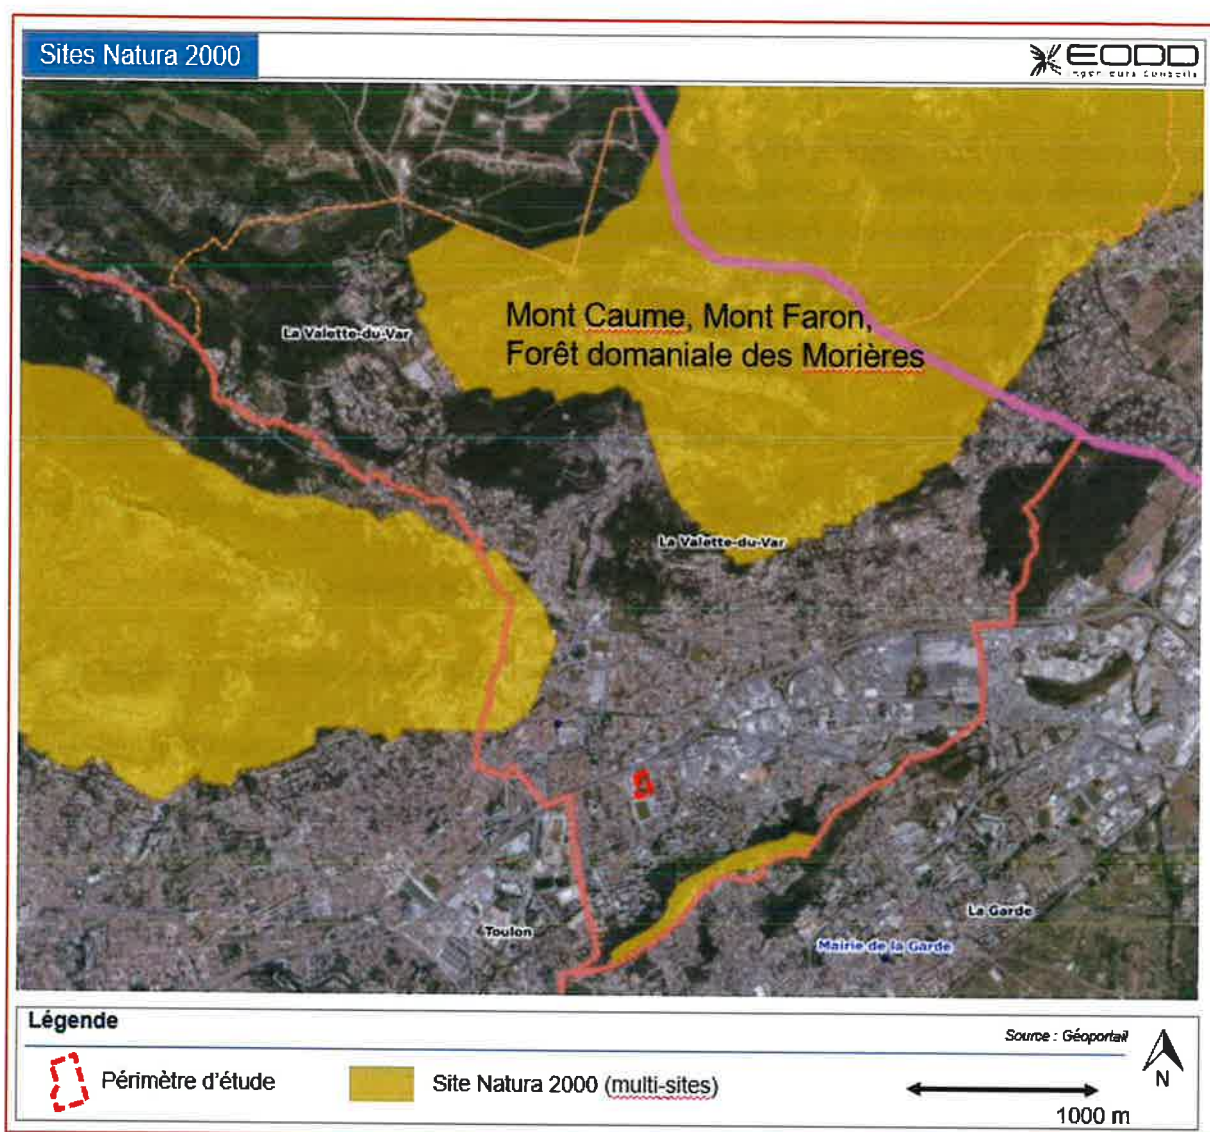 Sites Natura 2000
EODD
Ingénieurs Conseils
La Valette-du-Var
Mont Caume, Mont Faron,
Forêt domaniale des Morières
La Valette-du-Var
Toulon
La Garde
Mairie de la Garde
Légende
Source : Géoportail
Périmètre d'étude
Site Natura 2000 (multi-sites)
N
1000 m